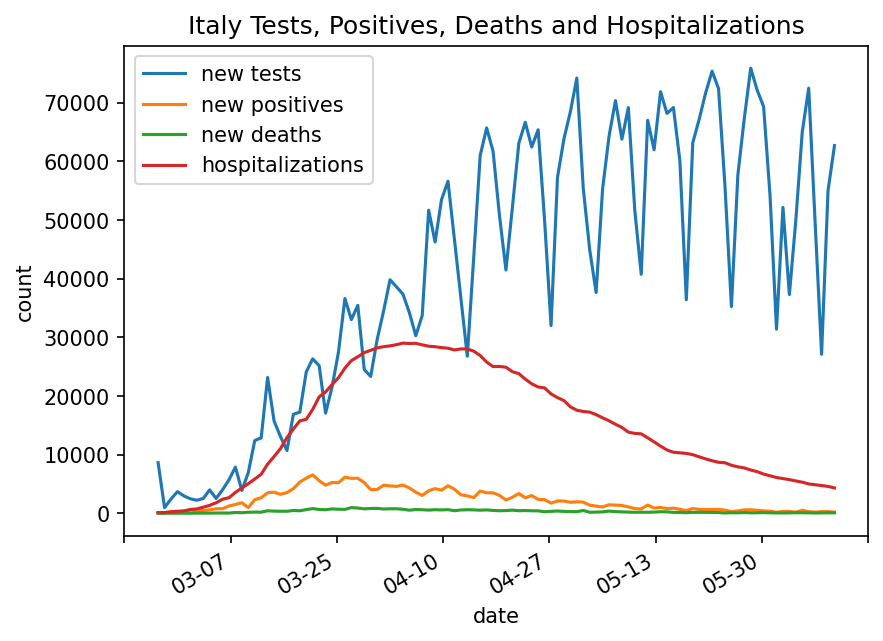 Italy Tests, Positives, Deaths and Hospitalizations
new tests
new positives
new deaths
hospitalizations
70000
60000
50000
40000
30000
20000
10000
0
count
03-07
03-25
04-10
04-27
05-13
05-30
date